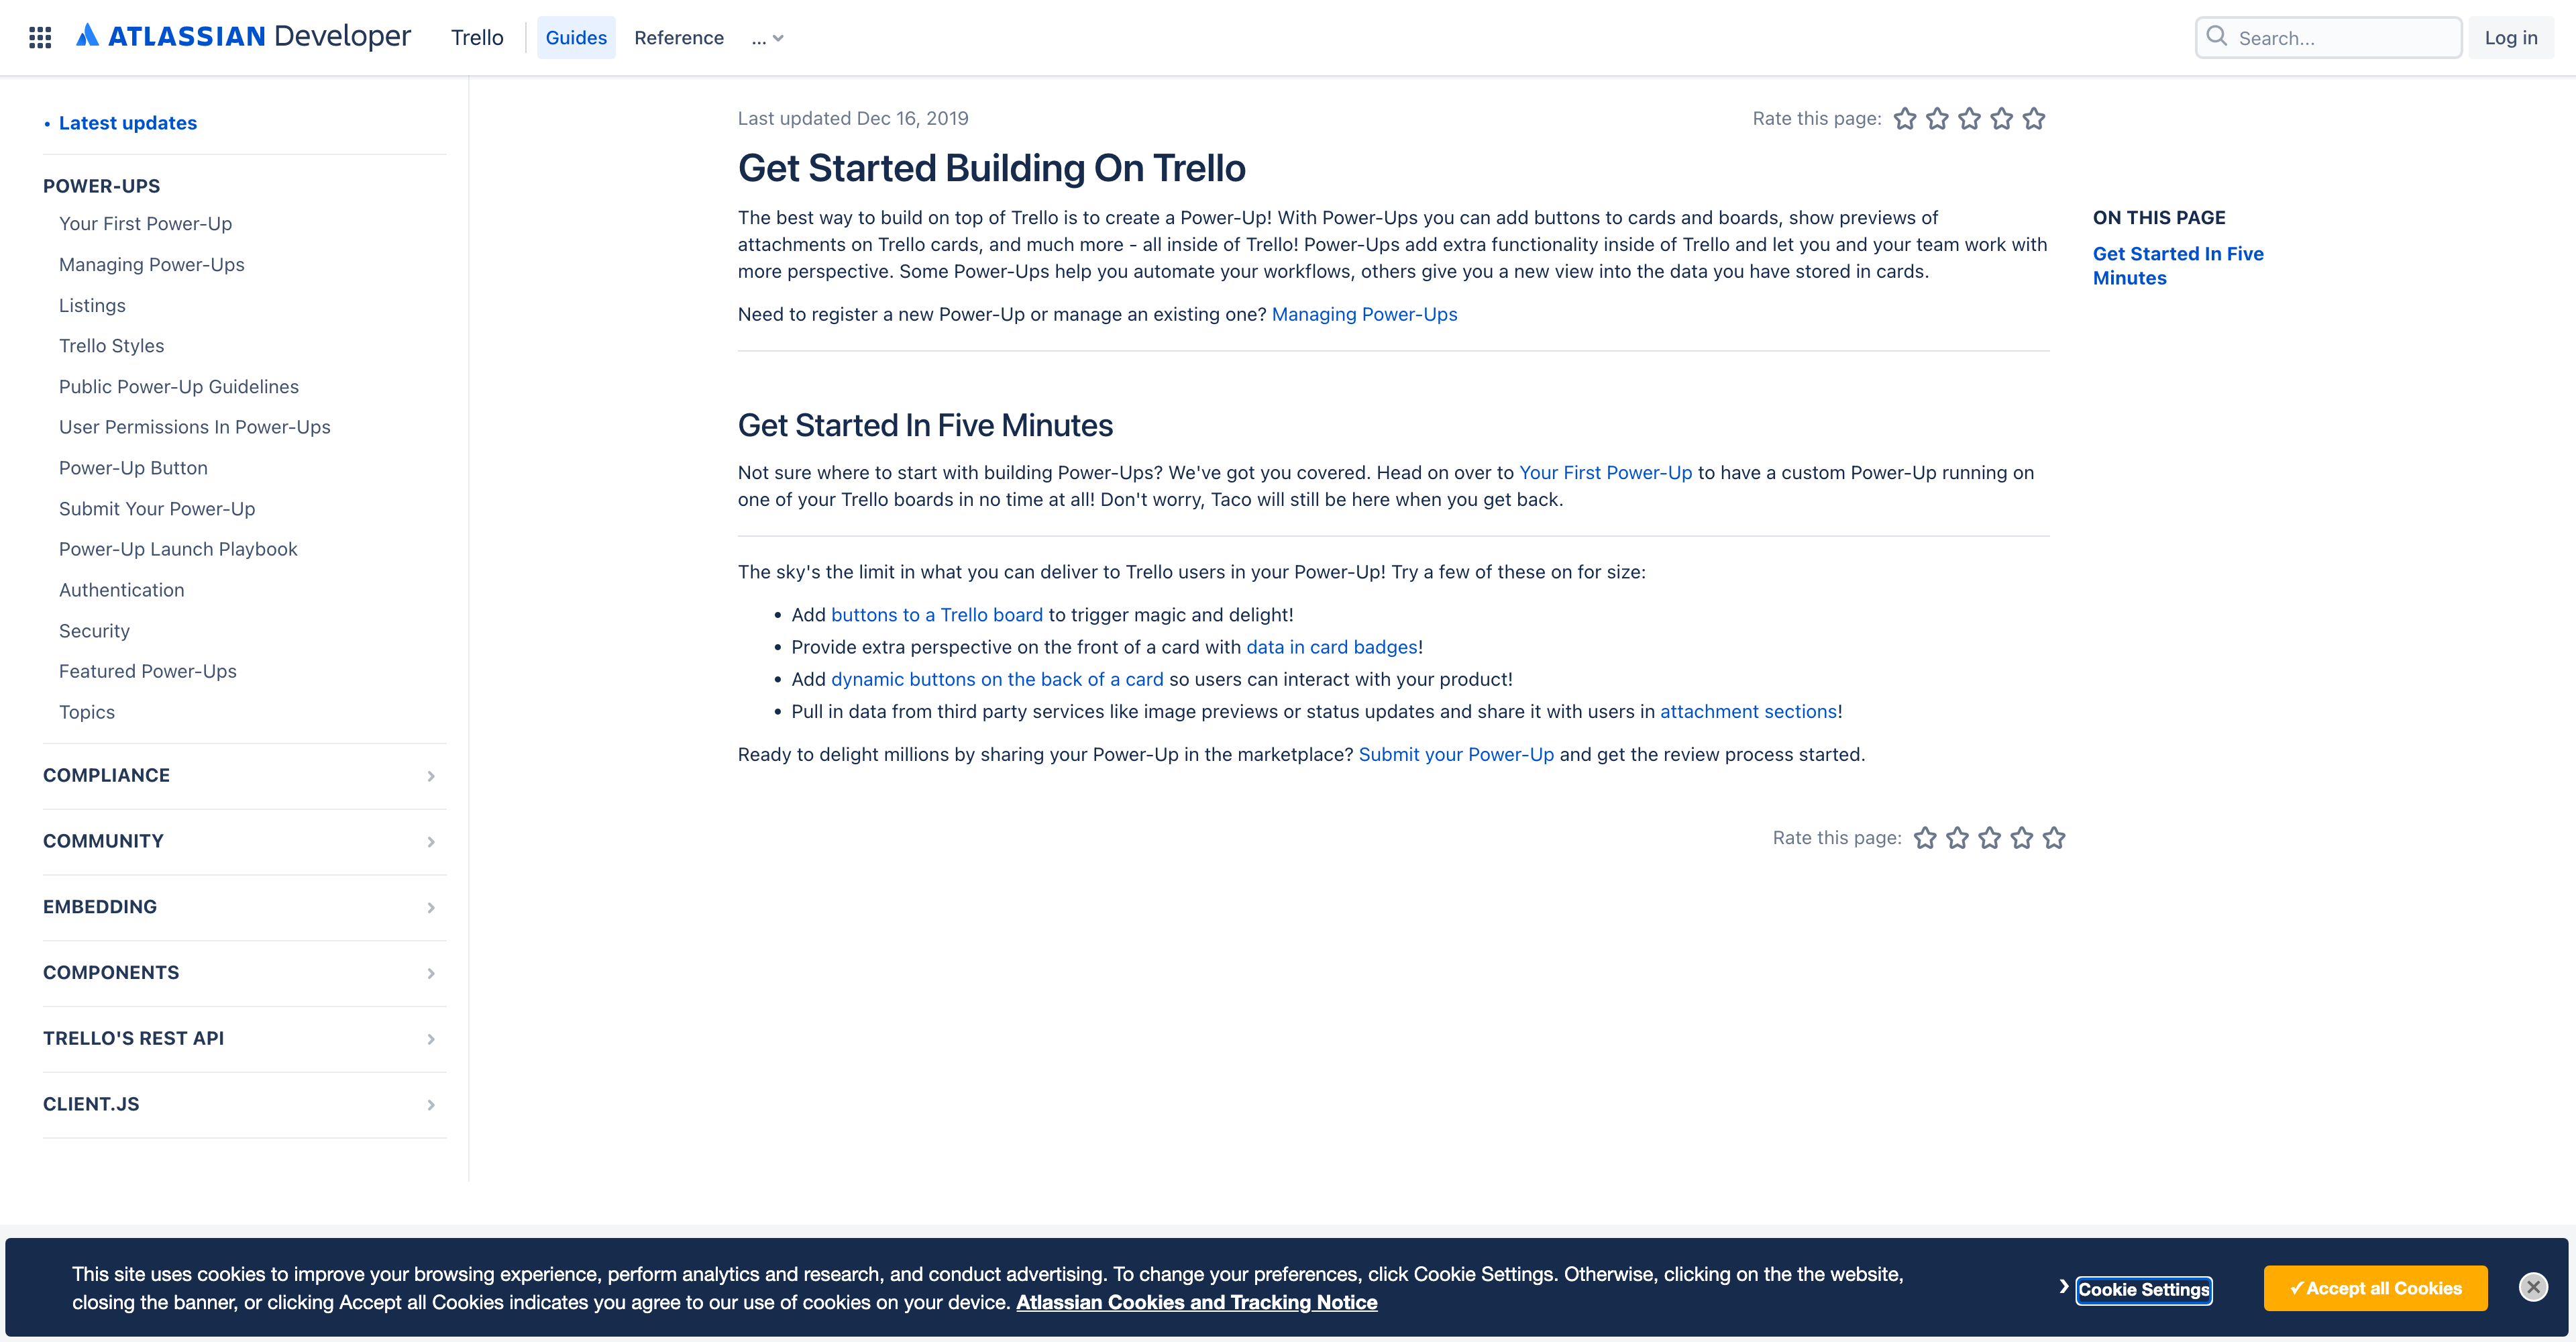 ATLASSIAN Developer
Trello
Guides
Reference
...
Search...
Log in
Latest updates
POWER-UPS
Your First Power-Up
Managing Power-Ups
Listings
Trello Styles
Public Power-Up Guidelines
User Permissions In Power-Ups
Power-Up Button
Submit Your Power-Up
Power-Up Launch Playbook
Authentication
Security
Featured Power-Ups
Topics
COMPLIANCE
COMMUNITY
EMBEDDING
COMPONENTS
TRELLO'S REST API
CLIENT.JS
Last updated Dec 16, 2019
Rate this page:
Get Started Building On Trello
The best way to build on top of Trello is to create a Power-Up! With Power-Ups you can add buttons to cards and boards, show previews of
attachments on Trello cards, and much more - all inside of Trello! Power-Ups add extra functionality inside of Trello and let you and your team work with
more perspective. Some Power-Ups help you automate your workflows, others give you a new view into the data you have stored in cards.
Need to register a new Power-Up or manage an existing one? Managing Power-Ups
Get Started In Five Minutes
Not sure where to start with building Power-Ups? We've got you covered. Head on over to Your First Power-Up to have a custom Power-Up running on
one of your Trello boards in no time at all! Don't worry, Taco will still be here when you get back.
The sky's the limit in what you can deliver to Trello users in your Power-Up! Try a few of these on for size:
• Add buttons to a Trello board to trigger magic and delight!
• Provide extra perspective on the front of a card with data in card badges!
• Add dynamic buttons on the back of a card so users can interact with your product!
• Pull in data from third party services like image previews or status updates and share it with users in attachment sections!
Ready to delight millions by sharing your Power-Up in the marketplace? Submit your Power-Up and get the review process started.
Rate this page:
ON THIS PAGE
Get Started In Five
Minutes
This site uses cookies to improve your browsing experience, perform analytics and research, and conduct advertising. To change your preferences, click Cookie Settings. Otherwise, clicking on the the website,
closing the banner, or clicking Accept all Cookies indicates you agree to our use of cookies on your device. Atlassian Cookies and Tracking Notice
Cookie Settings
✓Accept all Cookies